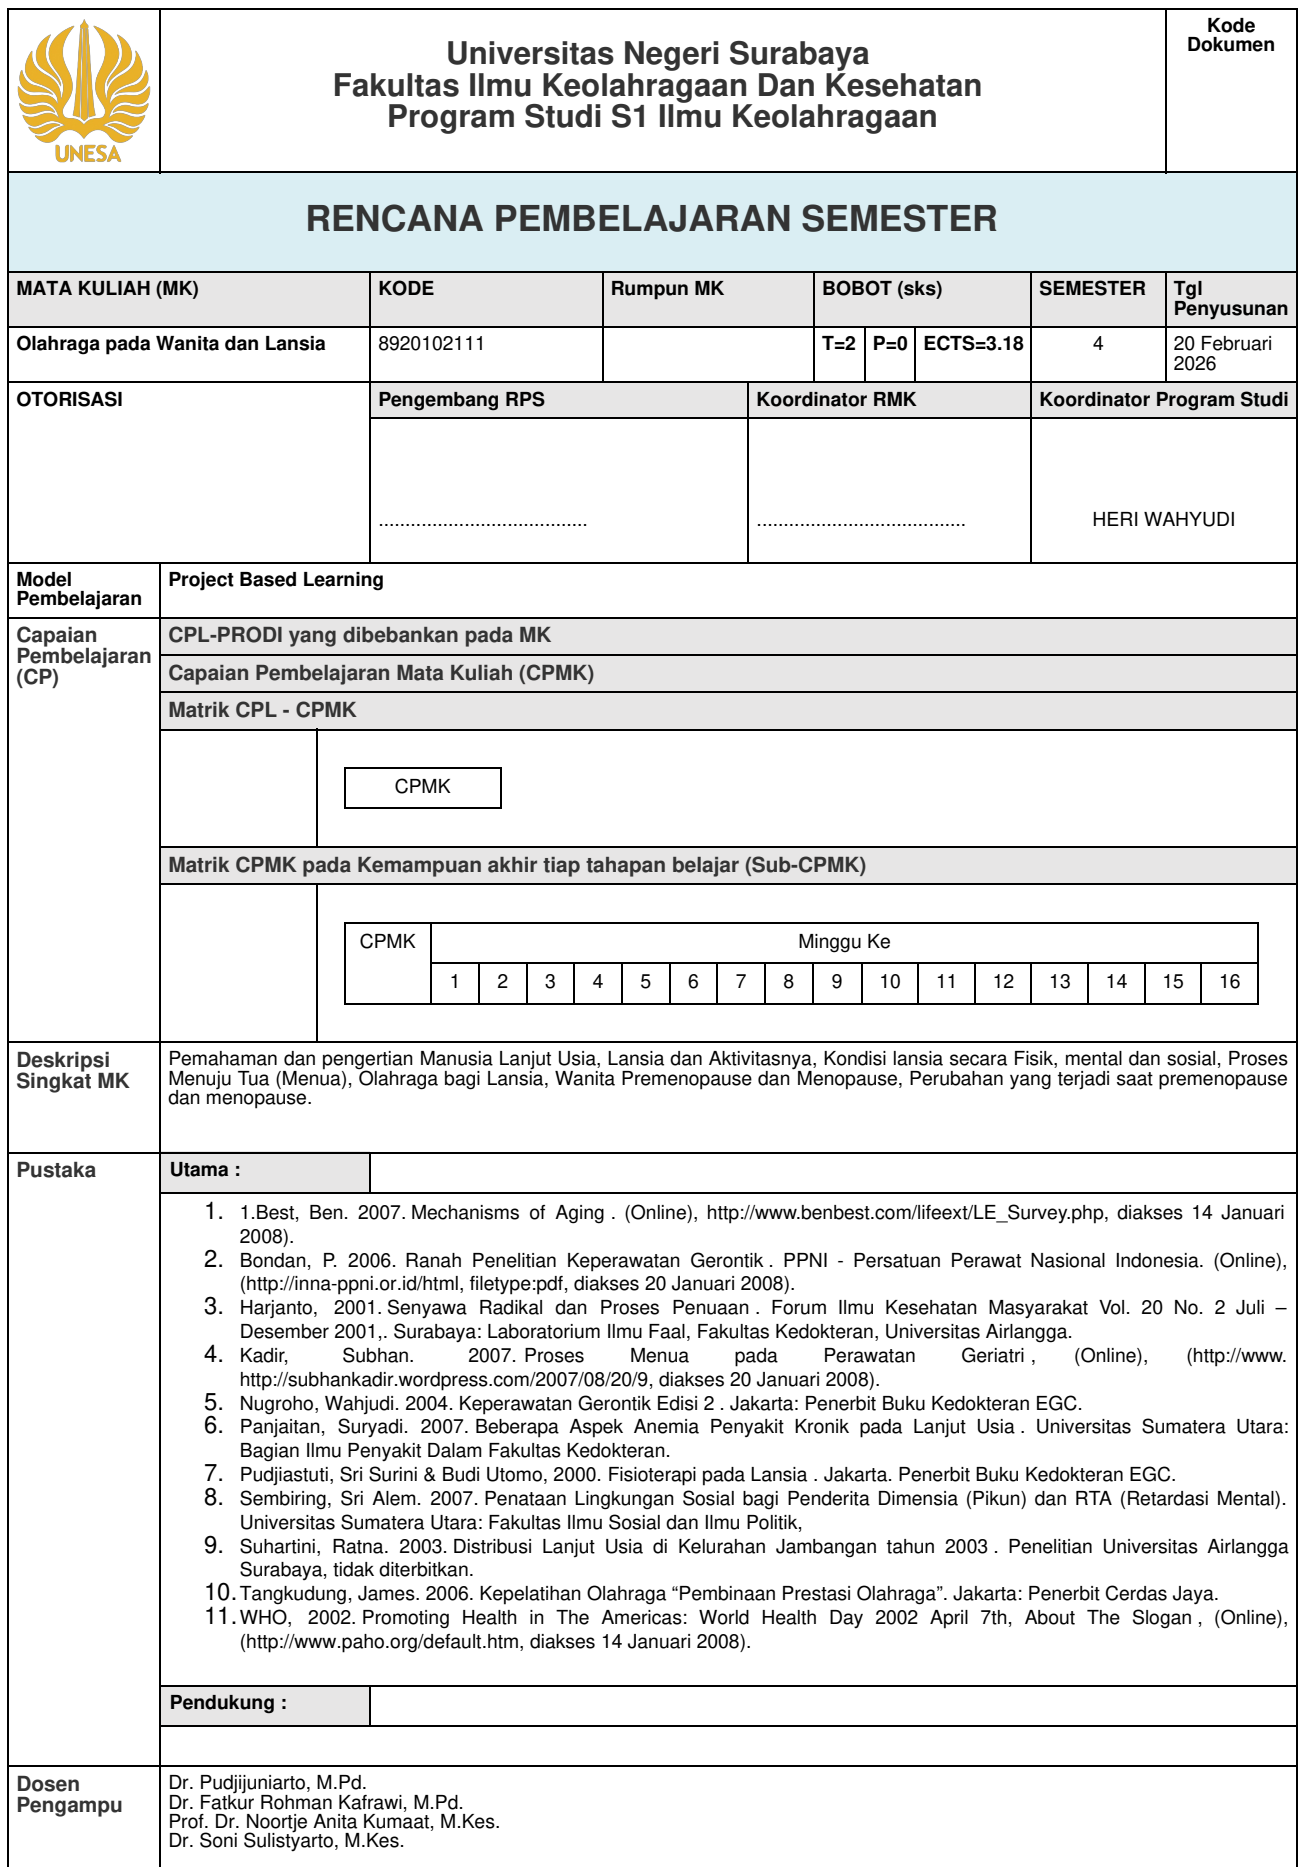 UNESA
Universitas Negeri Surabaya
Fakultas Ilmu Keolahragaan Dan Kesehatan
Program Studi S1 Ilmu Keolahragaan
Kode
Dokumen
RENCANA PEMBELAJARAN SEMESTER
MATA KULIAH (MK) KODE Rumpun MK BOBOT (sks) SEMESTER Tgl
Penyusunan
Olahraga pada Wanita dan Lansia 8920102111 T=2 P=0 ECTS=3.18 4 20 Februari
2026
OTORISASI Pengembang RPS Koordinator RMK Koordinator Program Studi
....................................... ....................................... HERI WAHYUDI
Model
Pembelajaran
Project Based Learning
Capaian
Pembelajaran
(CP)
CPL-PRODI yang dibebankan pada MK
Capaian Pembelajaran Mata Kuliah (CPMK)
Matrik CPL - CPMK
CPMK
Matrik CPMK pada Kemampuan akhir tiap tahapan belajar (Sub-CPMK)
CPMK Minggu Ke
1 2 3 4 5 6 7 8 9 10 11 12 13 14 15 16
Deskripsi
Singkat MK
Pemahaman dan pengertian Manusia Lanjut Usia, Lansia dan Aktivitasnya, Kondisi lansia secara Fisik, mental dan sosial, Proses
Menuju Tua (Menua), Olahraga bagi Lansia, Wanita Premenopause dan Menopause, Perubahan yang terjadi saat premenopause
dan menopause.
Pustaka
Utama :
1. 1.Best, Ben. 2007. Mechanisms of Aging . (Online), http://www.benbest.com/lifeext/LE_Survey.php, diakses 14 Januari
2008).
2. Bondan, P. 2006. Ranah Penelitian Keperawatan Gerontik . PPNI - Persatuan Perawat Nasional Indonesia. (Online),
(http://inna-ppni.or.id/html, filetype:pdf, diakses 20 Januari 2008).
3. Harjanto, 2001. Senyawa Radikal dan Proses Penuaan . Forum Ilmu Kesehatan Masyarakat Vol. 20 No. 2 Juli –
Desember 2001,. Surabaya: Laboratorium Ilmu Faal, Fakultas Kedokteran, Universitas Airlangga.
4. Kadir, Subhan. 2007. Proses Menua pada Perawatan Geriatri , (Online), (http://www.
http://subhankadir.wordpress.com/2007/08/20/9, diakses 20 Januari 2008).
5. Nugroho, Wahjudi. 2004. Keperawatan Gerontik Edisi 2 . Jakarta: Penerbit Buku Kedokteran EGC.
6. Panjaitan, Suryadi. 2007. Beberapa Aspek Anemia Penyakit Kronik pada Lanjut Usia . Universitas Sumatera Utara:
Bagian Ilmu Penyakit Dalam Fakultas Kedokteran.
7. Pudjiastuti, Sri Surini & Budi Utomo, 2000. Fisioterapi pada Lansia . Jakarta. Penerbit Buku Kedokteran EGC.
8. Sembiring, Sri Alem. 2007. Penataan Lingkungan Sosial bagi Penderita Dimensia (Pikun) dan RTA (Retardasi Mental).
Universitas Sumatera Utara: Fakultas Ilmu Sosial dan Ilmu Politik,
9. Suhartini, Ratna. 2003. Distribusi Lanjut Usia di Kelurahan Jambangan tahun 2003 . Penelitian Universitas Airlangga
Surabaya, tidak diterbitkan.
10. Tangkudung, James. 2006. Kepelatihan Olahraga “Pembinaan Prestasi Olahraga”. Jakarta: Penerbit Cerdas Jaya.
11. WHO, 2002. Promoting Health in The Americas: World Health Day 2002 April 7th, About The Slogan , (Online),
(http://www.paho.org/default.htm, diakses 14 Januari 2008).
Pendukung :
Dosen
Pengampu
Dr. Pudjijuniarto, M.Pd.
Dr. Fatkur Rohman Kafrawi, M.Pd.
Prof. Dr. Noortje Anita Kumaat, M.Kes.
Dr. Soni Sulistyarto, M.Kes.